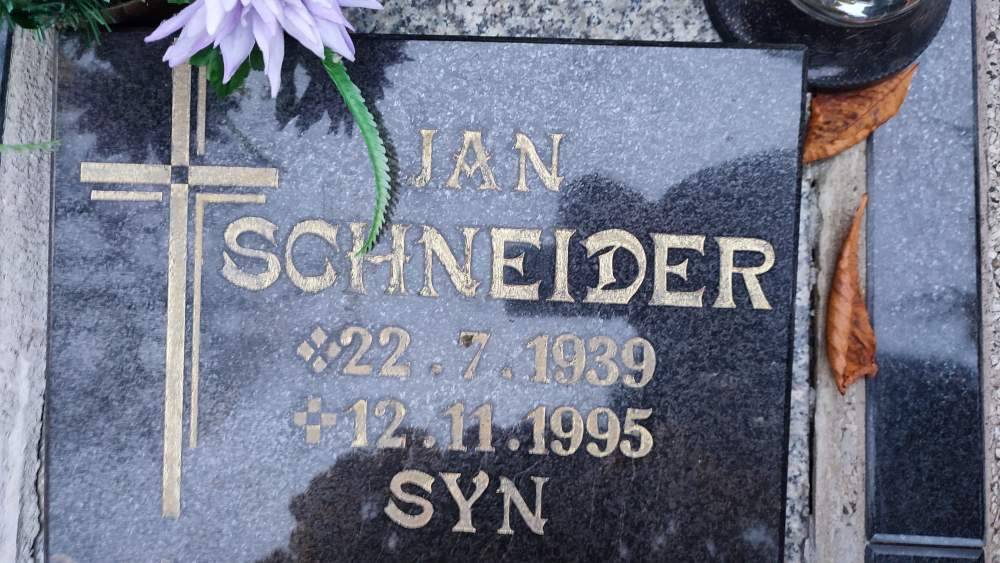 JAN
SCHNEIDER
22.7.1939
12.11.1995
SYN